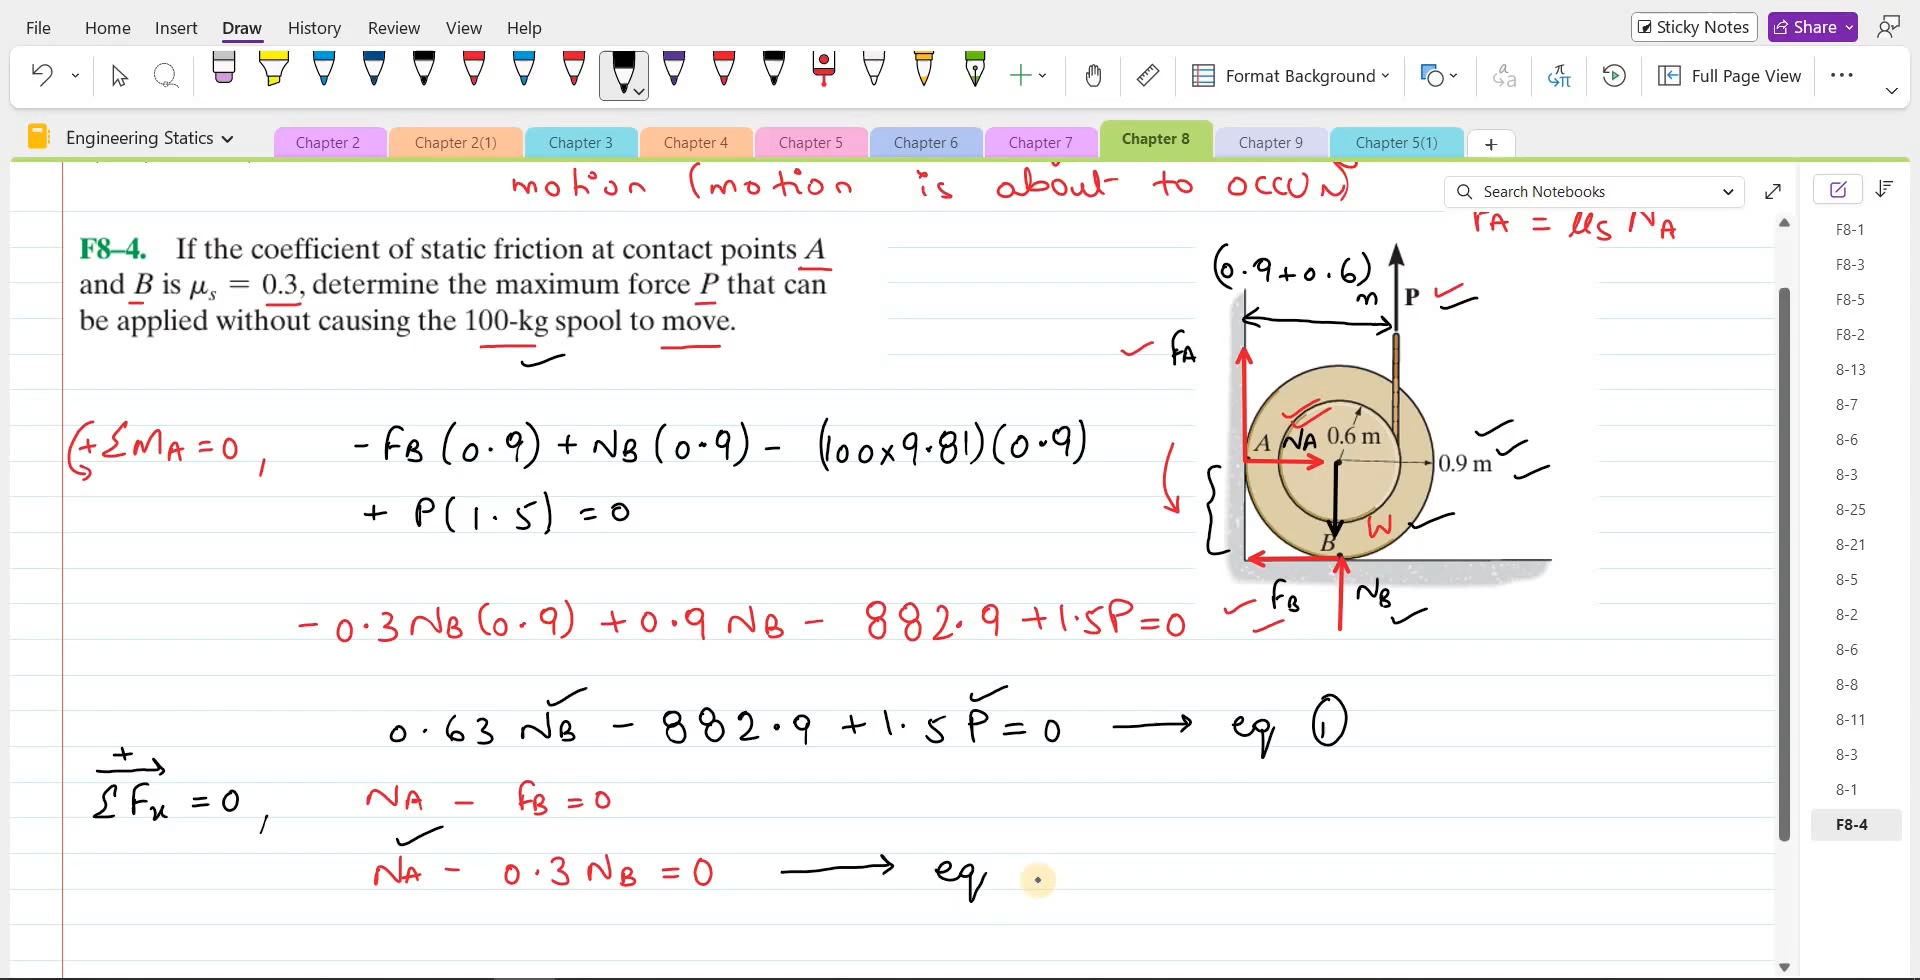 File Home Insert Draw History Review View Help
Sticky Notes Share
Format Background Full Page View
Engineering Statics Chapter 2 Chapter 2(1) Chapter 3 Chapter 4 Chapter 5 Chapter 6 Chapter 7 Chapter 8 Chapter 9 Chapter 5(1) +
motion (motion is about to occur)
Search Notebooks
FA = μs NA
F8–4. If the coefficient of static friction at contact points A
and B is μs = 0.3, determine the maximum force P that can
be applied without causing the 100-kg spool to move.
(0.9+0.6)
m
P
FA
A NA 0.6 m
0.9 m
W
B
FB NB
+ΣMA = 0, - FB (0.9) + NB (0.9) - (100×9.81)(0.9)
+ P(1.5) = 0
- 0.3 NB (0.9) + 0.9 NB - 882.9 + 1.5P = 0
0.63 NB - 882.9 + 1.5 P = 0 → eq ①
+
ΣFx = 0, NA - FB = 0
NA - 0.3 NB = 0 → eq
F8-1
F8-3
F8-5
F8-2
8-13
8-7
8-6
8-3
8-25
8-21
8-5
8-2
8-6
8-8
8-11
8-3
8-1
F8-4